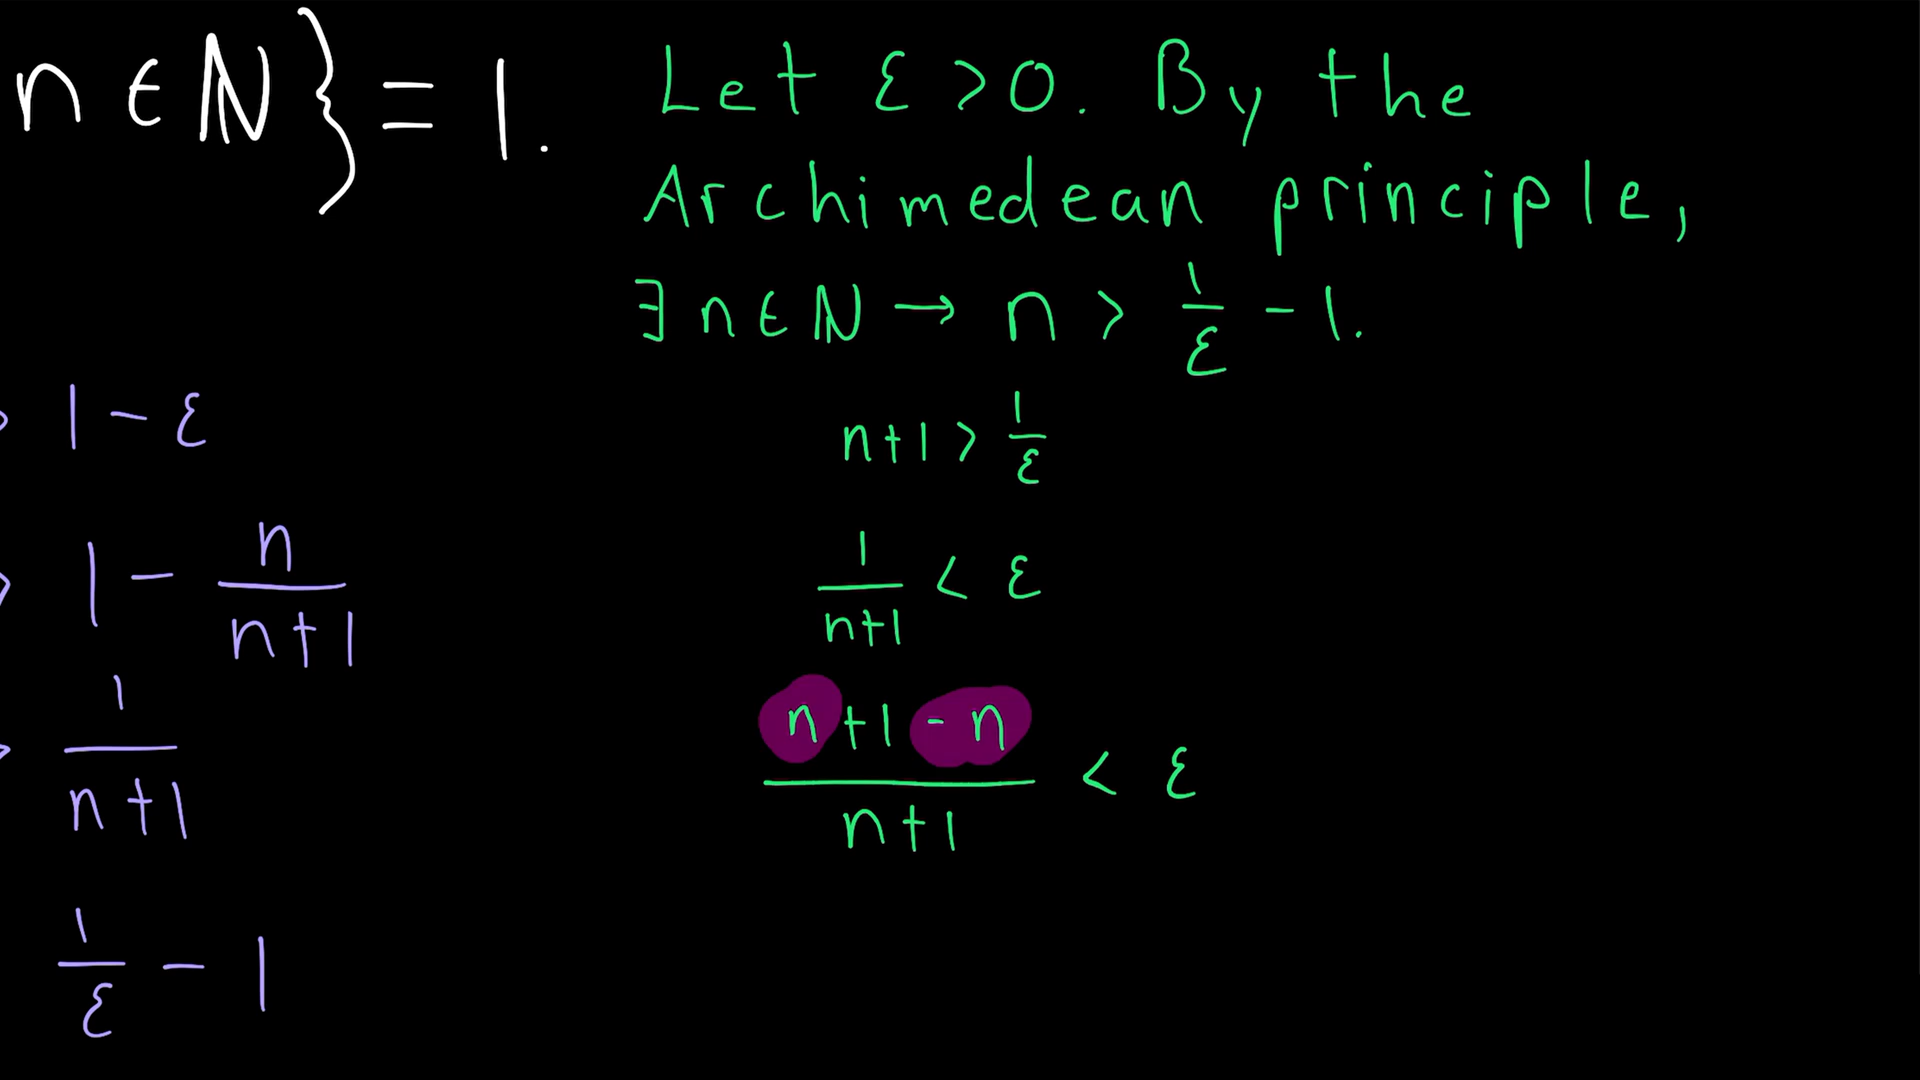 n ∈ ℕ } = 1.
> 1 - ε
> 1 - n/(n+1)
> 1/(n+1)
1/ε - 1
Let ε > 0. By the
Archimedean principle,
∃ n ∈ ℕ → n > 1/ε - 1.
n+1 > 1/ε
1/(n+1) < ε
(n+1-n)/(n+1) < ε